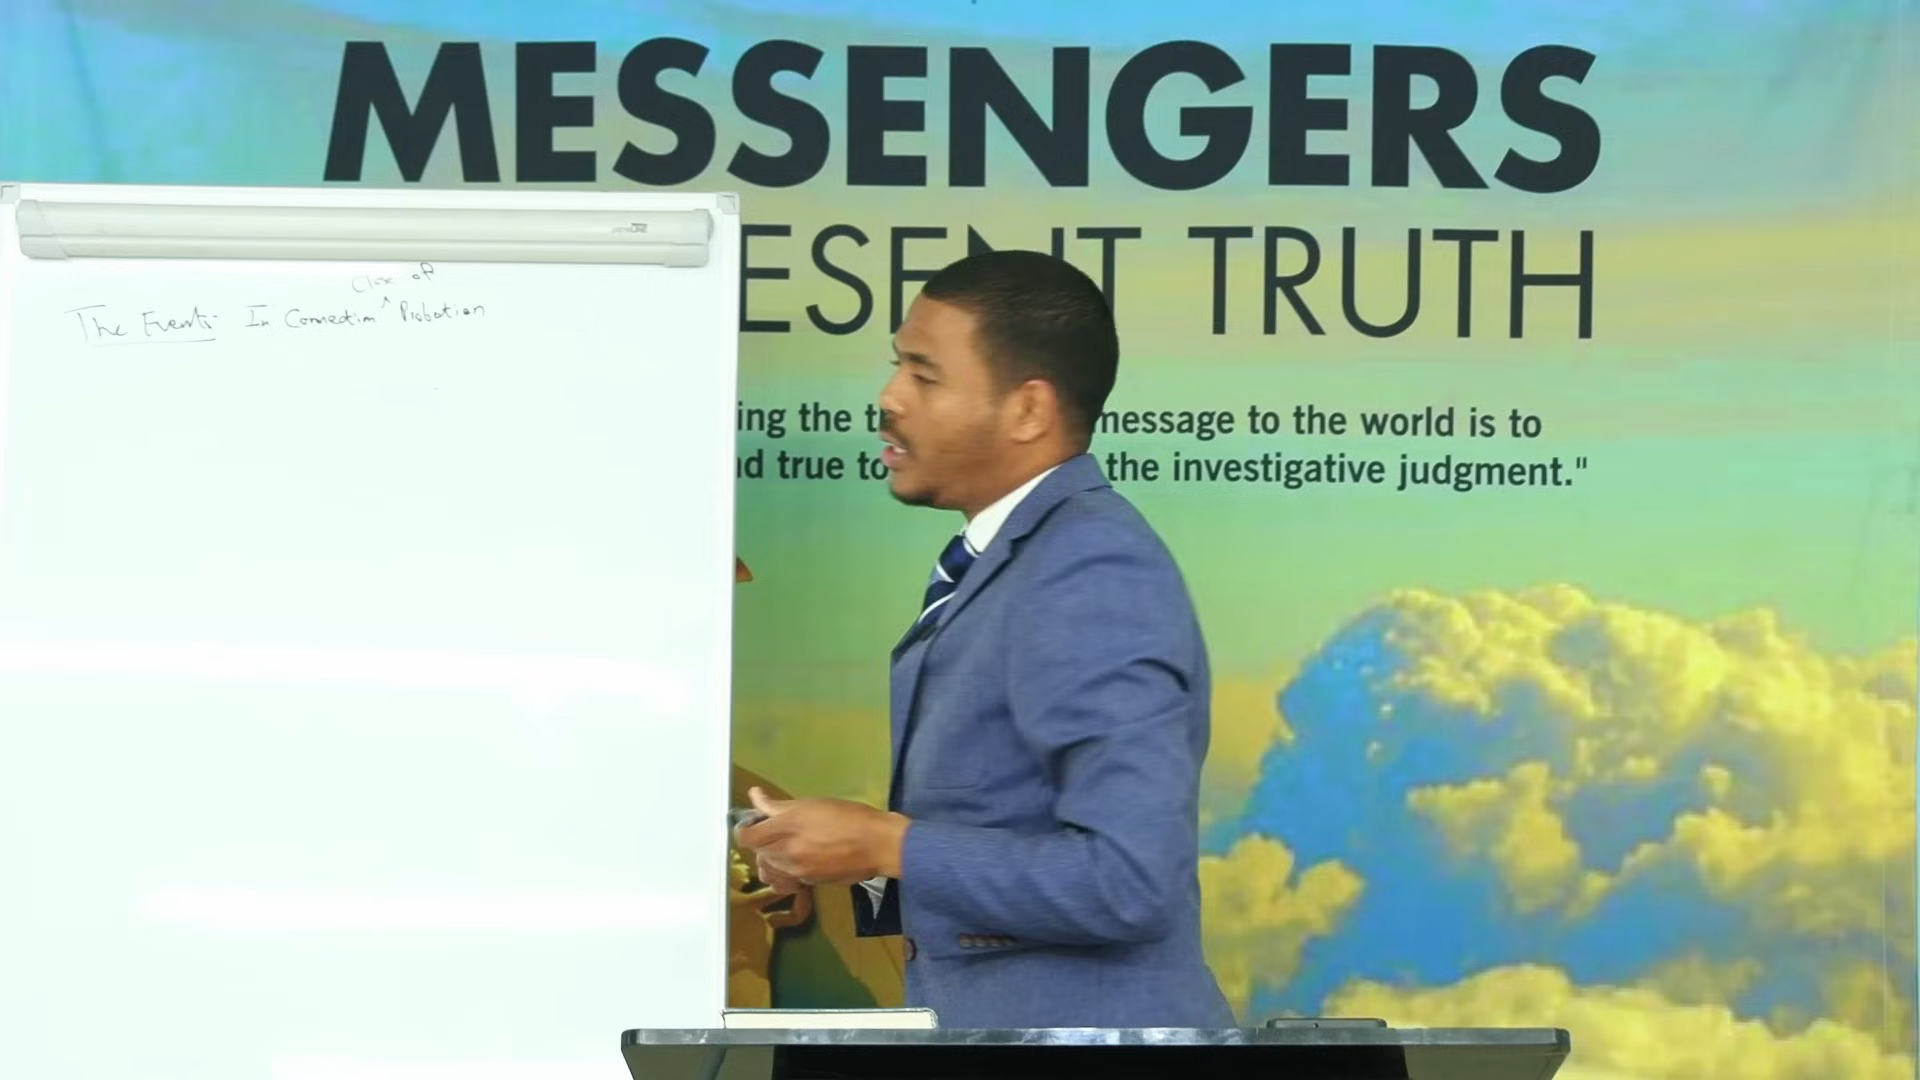 MESSENGERS
ESENT TRUTH
ing the t message to the world is to
d true to the investigative judgment."
Close of
The Events In Connection ^ Probation